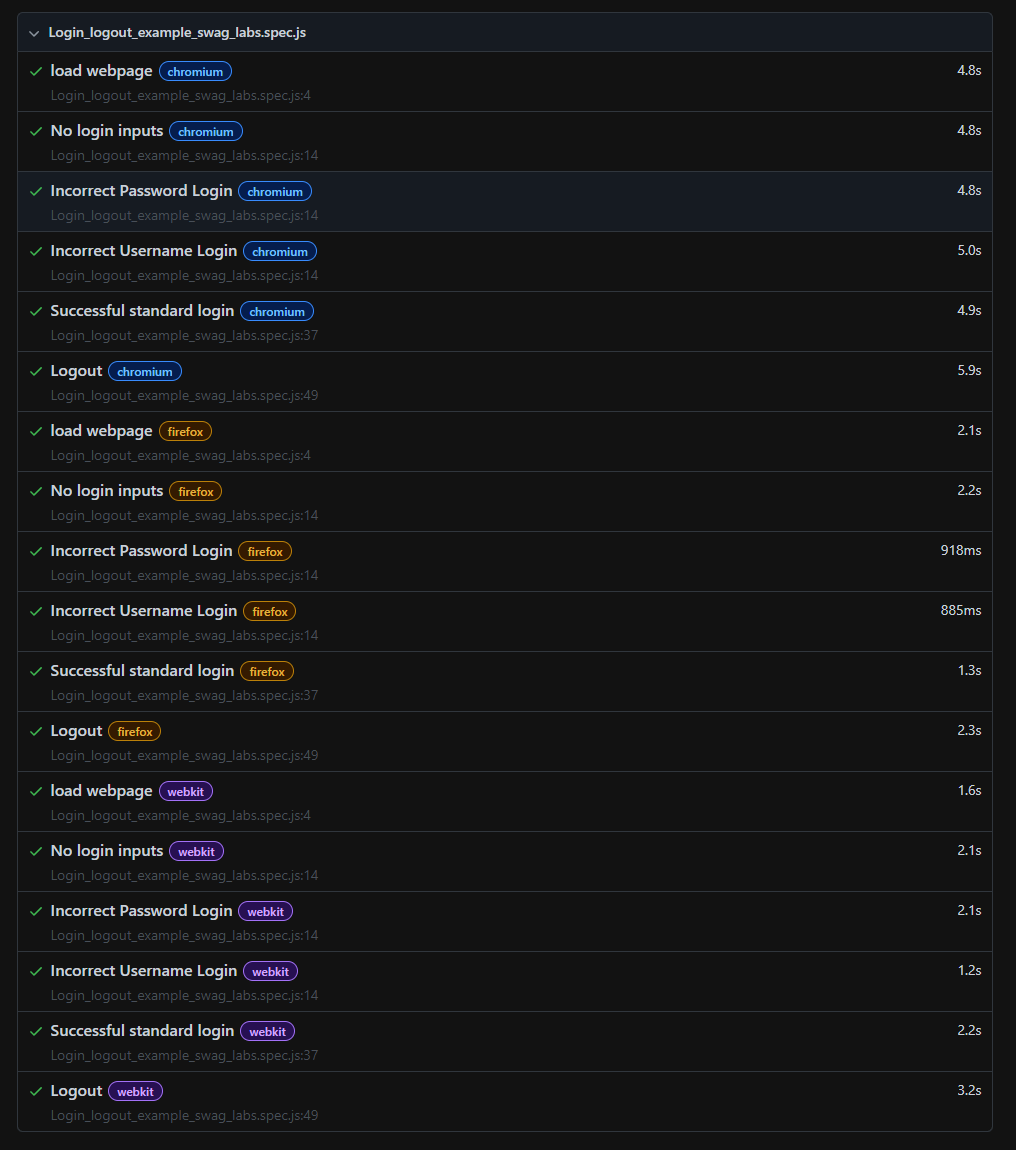 Login_logout_example_swag_labs.spec.js
load webpage chromium 4.8s
Login_logout_example_swag_labs.spec.js:4
No login inputs chromium 4.8s
Login_logout_example_swag_labs.spec.js:14
Incorrect Password Login chromium 4.8s
Login_logout_example_swag_labs.spec.js:14
Incorrect Username Login chromium 5.0s
Login_logout_example_swag_labs.spec.js:14
Successful standard login chromium 4.9s
Login_logout_example_swag_labs.spec.js:37
Logout chromium 5.9s
Login_logout_example_swag_labs.spec.js:49
load webpage firefox 2.1s
Login_logout_example_swag_labs.spec.js:4
No login inputs firefox 2.2s
Login_logout_example_swag_labs.spec.js:14
Incorrect Password Login firefox 918ms
Login_logout_example_swag_labs.spec.js:14
Incorrect Username Login firefox 885ms
Login_logout_example_swag_labs.spec.js:14
Successful standard login firefox 1.3s
Login_logout_example_swag_labs.spec.js:37
Logout firefox 2.3s
Login_logout_example_swag_labs.spec.js:49
load webpage webkit 1.6s
Login_logout_example_swag_labs.spec.js:4
No login inputs webkit 2.1s
Login_logout_example_swag_labs.spec.js:14
Incorrect Password Login webkit 2.1s
Login_logout_example_swag_labs.spec.js:14
Incorrect Username Login webkit 1.2s
Login_logout_example_swag_labs.spec.js:14
Successful standard login webkit 2.2s
Login_logout_example_swag_labs.spec.js:37
Logout webkit 3.2s
Login_logout_example_swag_labs.spec.js:49